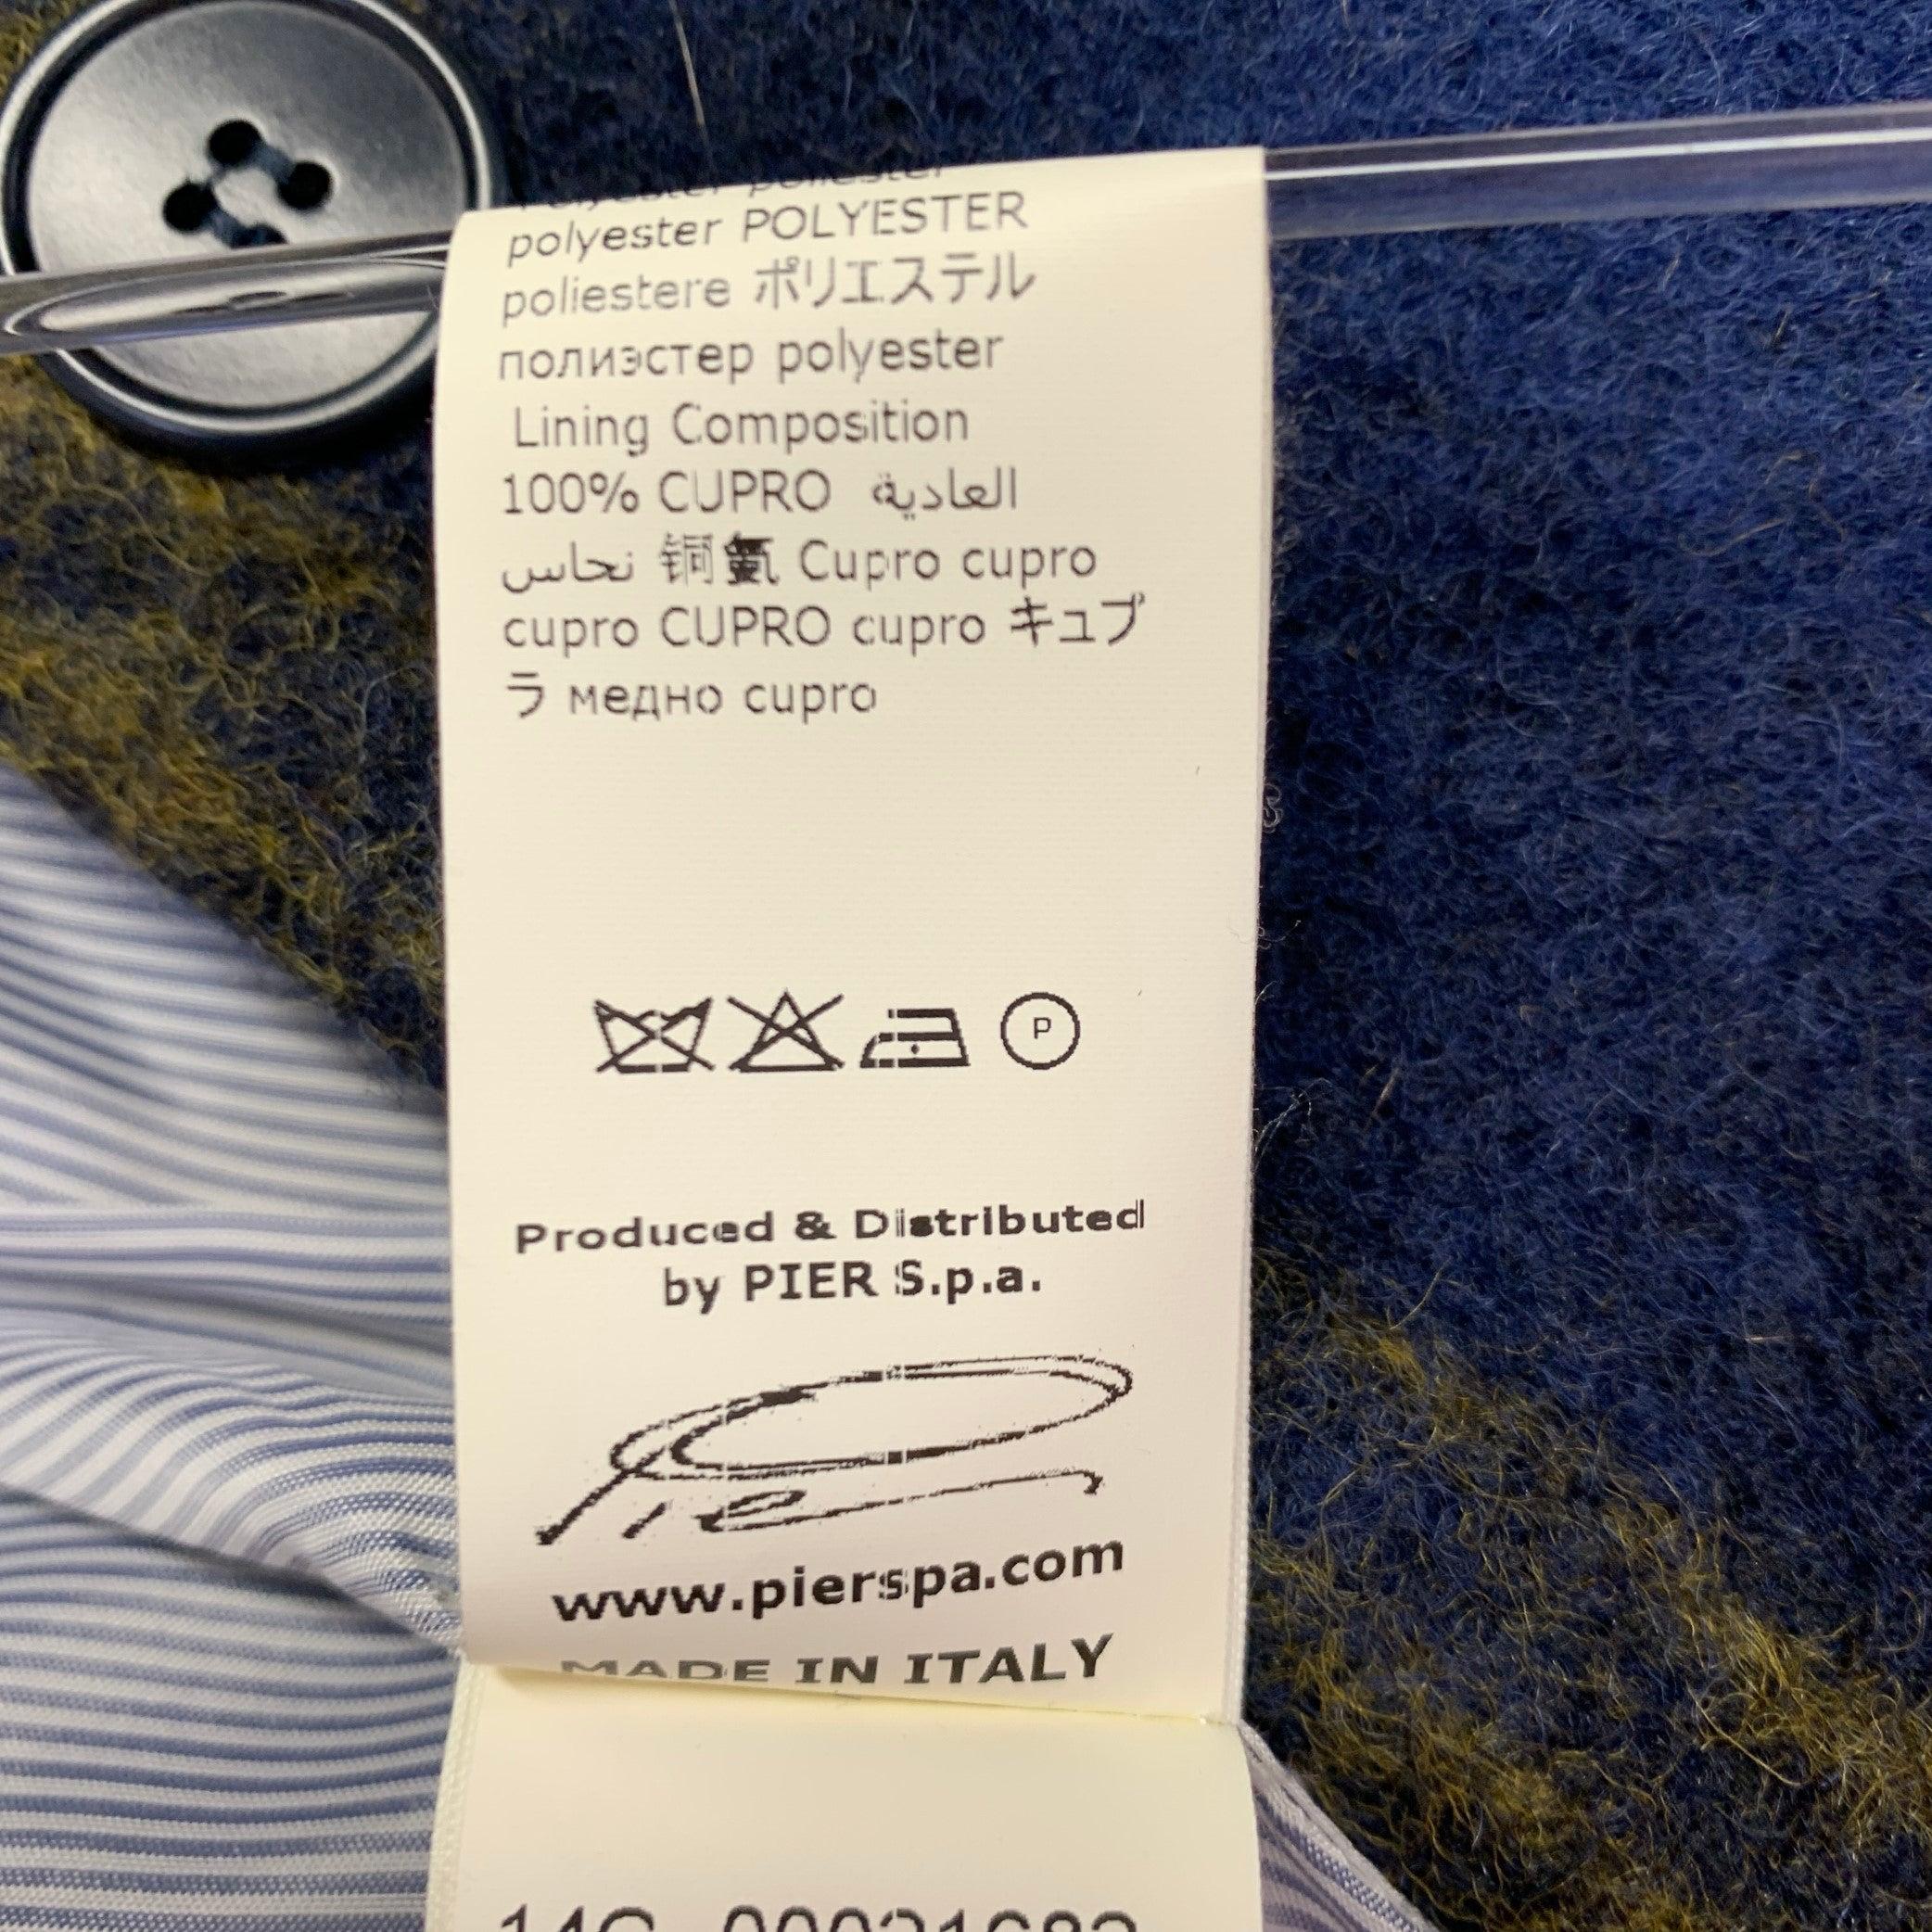 polyester POLYESTER
poliestere ポリエステル
полиэстер polyester
Lining Composition
100% CUPRO العادية
نحاس 铜氨 Cupro cupro
cupro CUPRO cupro キュプ
ラ медно cupro
P
Produced & Distributed
by PIER S.p.a.
Pier
www.pierspa.com
MADE IN ITALY